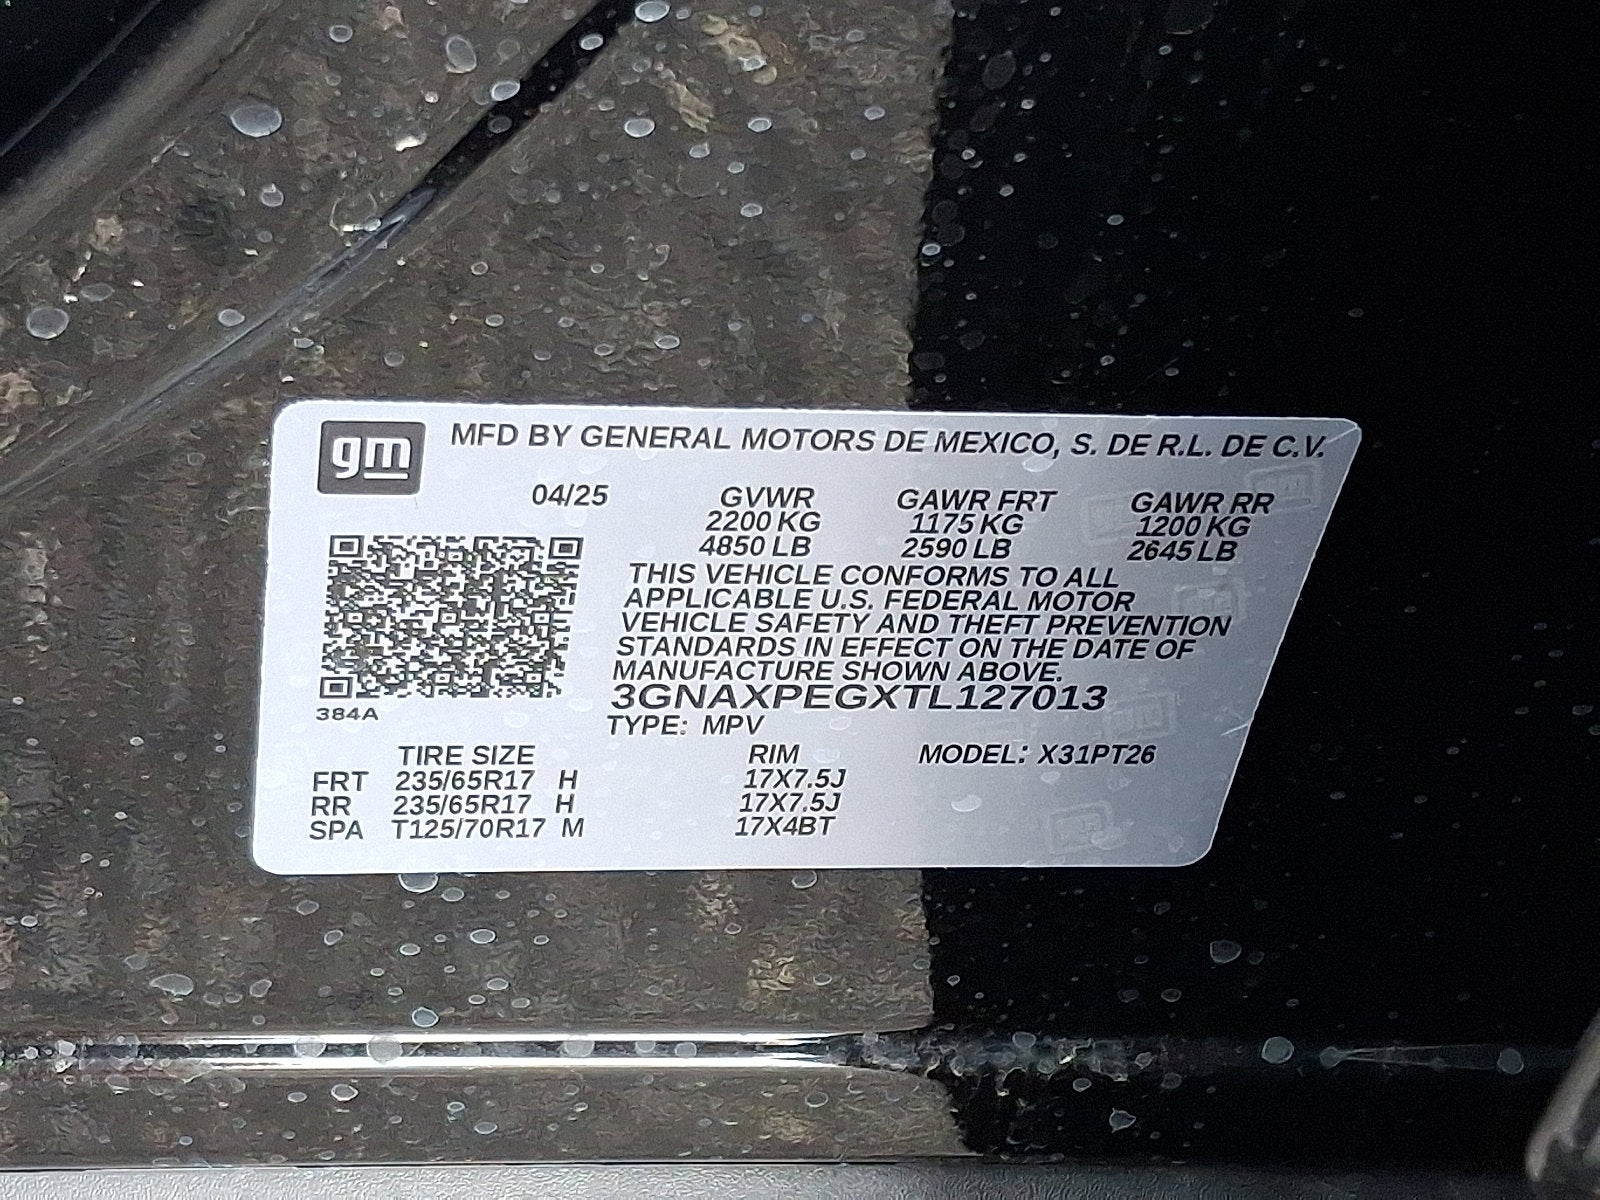 gm MFD BY GENERAL MOTORS DE MEXICO, S. DE R.L. DE C.V.
04/25 GVWR GAWR FRT GAWR RR
2200 KG 1175 KG 1200 KG
4850 LB 2590 LB 2645 LB
THIS VEHICLE CONFORMS TO ALL
APPLICABLE U.S. FEDERAL MOTOR
VEHICLE SAFETY AND THEFT PREVENTION
STANDARDS IN EFFECT ON THE DATE OF
MANUFACTURE SHOWN ABOVE.
3GNAXPEGXTL127013
384A
TYPE: MPV
TIRE SIZE RIM MODEL: X31PT26
FRT 235/65R17 H 17X7.5J
RR 235/65R17 H 17X7.5J
SPA T125/70R17 M 17X4BT